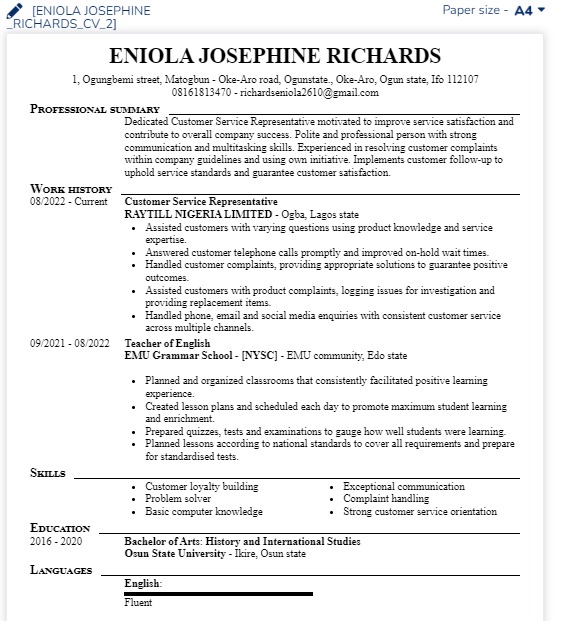 [ENIOLA JOSEPHINE
_RICHARDS_CV_2]
Paper size - A4
ENIOLA JOSEPHINE RICHARDS
1, Ogungbemi street, Matogbun - Oke-Aro road, Ogunstate., Oke-Aro, Ogun state, Ifo 112107
08161813470 - richardseniola2610@gmail.com
PROFESSIONAL SUMMARY
Dedicated Customer Service Representative motivated to improve service satisfaction and
contribute to overall company success. Polite and professional person with strong
communication and multitasking skills. Experienced in resolving customer complaints
within company guidelines and using own initiative. Implements customer follow-up to
uphold service standards and guarantee customer satisfaction.
WORK HISTORY
08/2022 - Current Customer Service Representative
RAYTILL NIGERIA LIMITED - Ogba, Lagos state
• Assisted customers with varying questions using product knowledge and service
expertise.
• Answered customer telephone calls promptly and improved on-hold wait times.
• Handled customer complaints, providing appropriate solutions to guarantee positive
outcomes.
• Assisted customers with product complaints, logging issues for investigation and
providing replacement items.
• Handled phone, email and social media enquiries with consistent customer service
across multiple channels.
09/2021 - 08/2022 Teacher of English
EMU Grammar School - [NYSC] - EMU community, Edo state
• Planned and organized classrooms that consistently facilitated positive learning
experience.
• Created lesson plans and scheduled each day to promote maximum student learning
and enrichment.
• Prepared quizzes, tests and examinations to gauge how well students were learning.
• Planned lessons according to national standards to cover all requirements and prepare
for standardised tests.
SKILLS
• Customer loyalty building • Exceptional communication
• Problem solver • Complaint handling
• Basic computer knowledge • Strong customer service orientation
EDUCATION
2016 - 2020 Bachelor of Arts: History and International Studies
Osun State University - Ikire, Osun state
LANGUAGES
English:
Fluent